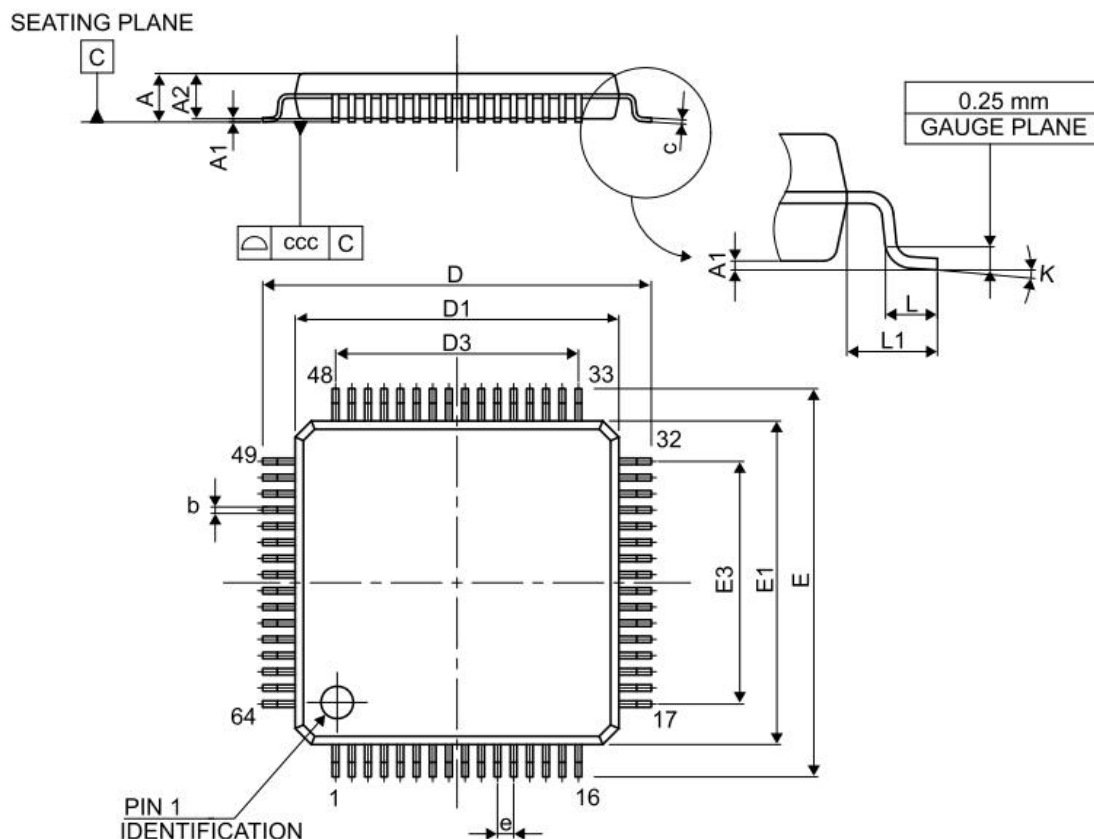 SEATING PLANE
C
A
A2
A1
c
ccc C
0.25 mm
GAUGE PLANE
A1
K
L
L1
D
D1
D3
48
33
49
32
b
E3
E1
E
64
17
1
16
e
PIN 1
IDENTIFICATION